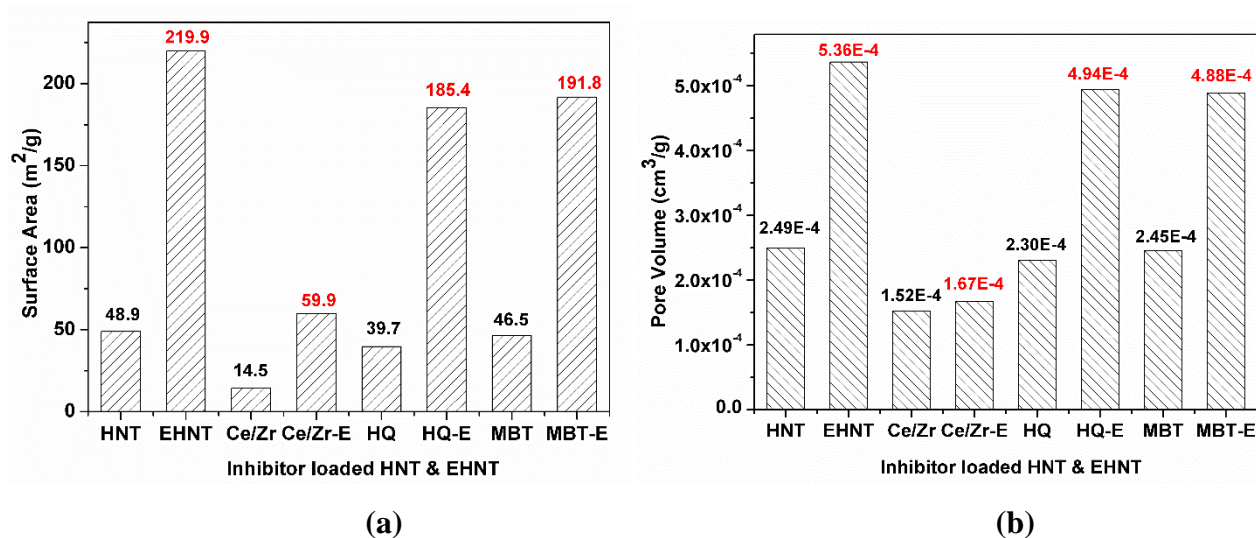 Surface Area (m²/g)
200
150
100
50
0
48.9
219.9
14.5
59.9
39.7
185.4
46.5
191.8
HNT EHNT Ce/Zr Ce/Zr-E HQ HQ-E MBT MBT-E
Inhibitor loaded HNT & EHNT
(a)
Pore Volume (cm³/g)
5.0x10⁻⁴
4.0x10⁻⁴
3.0x10⁻⁴
2.0x10⁻⁴
1.0x10⁻⁴
0.0
2.49E-4
5.36E-4
1.52E-4
1.67E-4
2.30E-4
4.94E-4
2.45E-4
4.88E-4
HNT EHNT Ce/Zr Ce/Zr-E HQ HQ-E MBT MBT-E
Inhibitor loaded HNT & EHNT
(b)